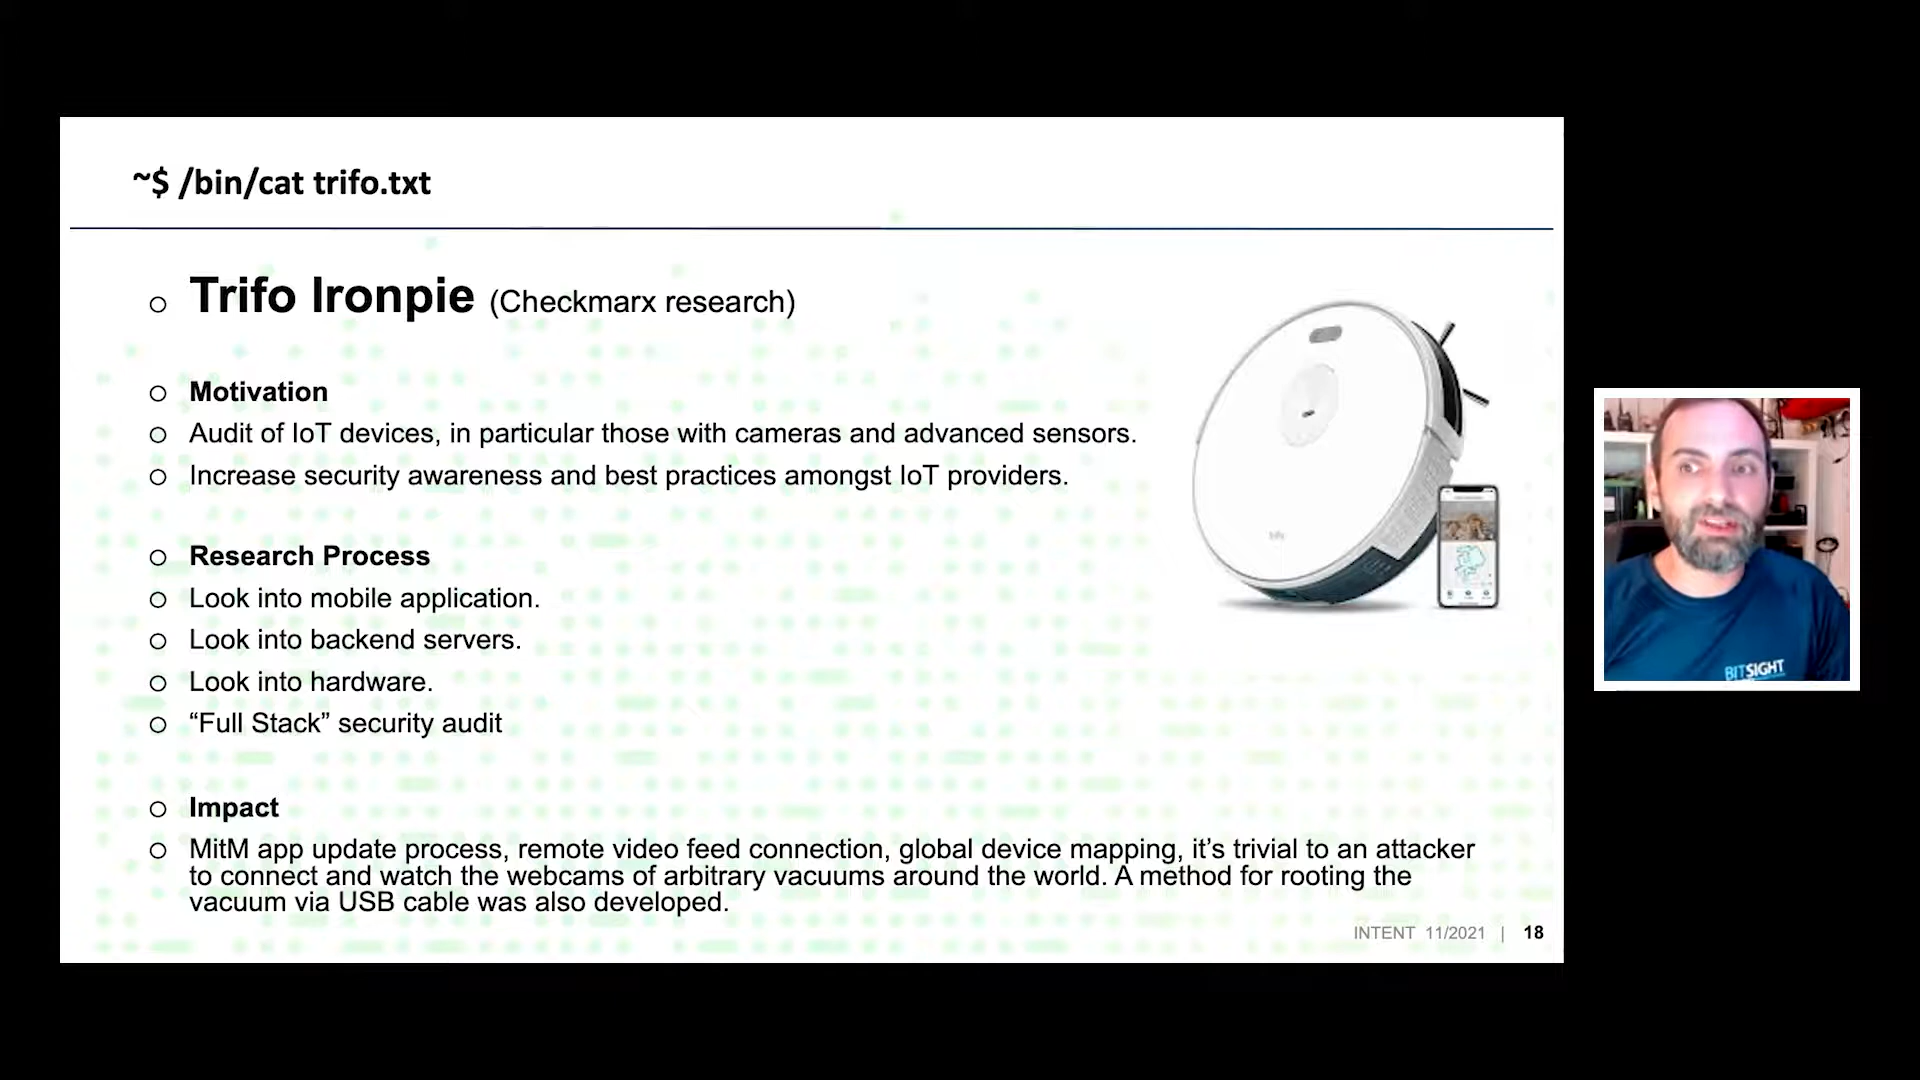 ~$ /bin/cat trifo.txt
Trifo Ironpie (Checkmarx research)
Motivation
Audit of IoT devices, in particular those with cameras and advanced sensors.
Increase security awareness and best practices amongst IoT providers.
Research Process
Look into mobile application.
Look into backend servers.
Look into hardware.
“Full Stack” security audit
Impact
MitM app update process, remote video feed connection, global device mapping, it’s trivial to an attacker
to connect and watch the webcams of arbitrary vacuums around the world. A method for rooting the
vacuum via USB cable was also developed.
INTENT 11/2021 | 18
BITSIGHT